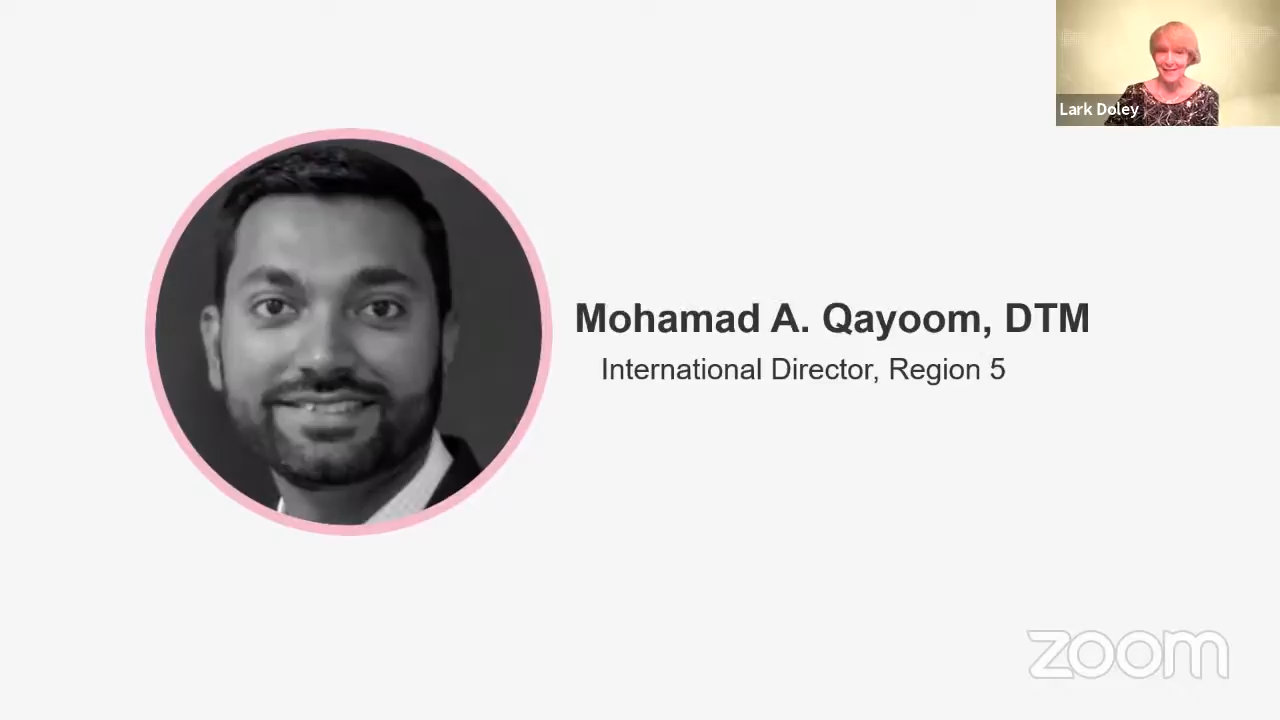 Lark Doley
Mohamad A. Qayoom, DTM
International Director, Region 5
zoom